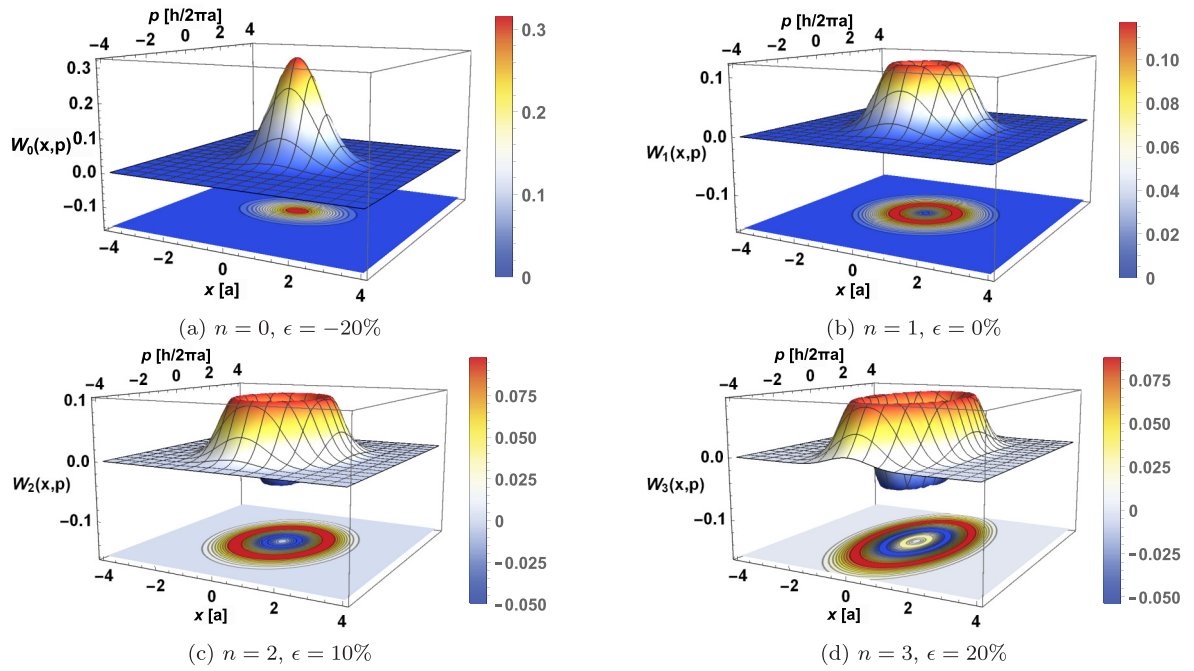 p [h/2πa]
−4 −2 0 2 4
0.3
0.2
0.1
0.0
−0.1
W0(x,p)
−4 −2 0 2 4
x [a]
0.3
0.2
0.1
0
(a) n = 0, ϵ = −20%
p [h/2πa]
−4 −2 0 2 4
0.1
0.0
−0.1
W1(x,p)
−4 −2 0 2 4
x [a]
0.10
0.08
0.06
0.04
0.02
0
(b) n = 1, ϵ = 0%
p [h/2πa]
−4 −2 0 2 4
0.1
0.0
−0.1
W2(x,p)
−4 −2 0 2 4
x [a]
0.075
0.050
0.025
0
−0.025
−0.050
(c) n = 2, ϵ = 10%
p [h/2πa]
−4 −2 0 2 4
0.0
−0.1
W3(x,p)
−4 −2 0 2 4
x [a]
0.075
0.050
0.025
0
−0.025
−0.050
(d) n = 3, ϵ = 20%